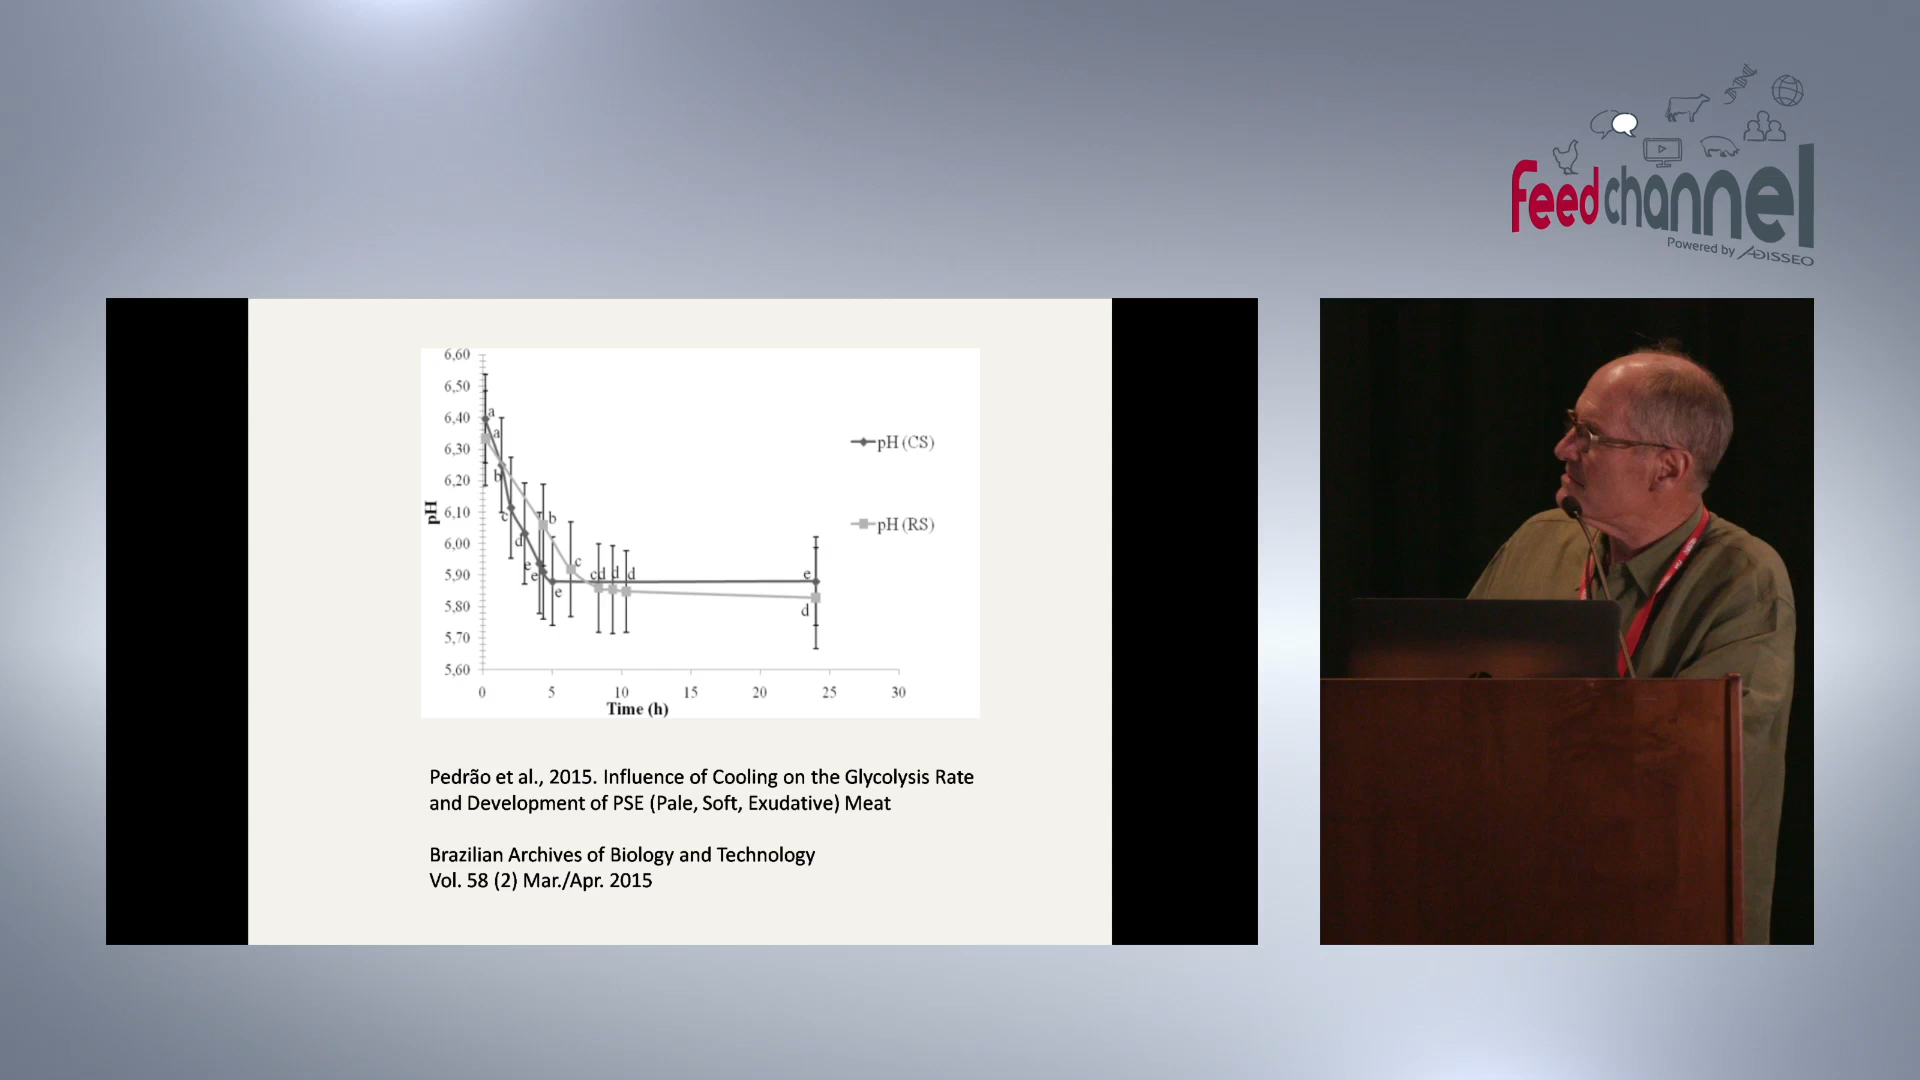 feedchannel
Powered by ADISSEO
6,60
6,50
6,40
6,30
6,20
6,10
6,00
5,90
5,80
5,70
5,60
pH
a
a
b
c
d
e
e
e
b
c
cd
d
d
e
d
pH (CS)
pH (RS)
0 5 10 15 20 25 30
Time (h)
Pedrão et al., 2015. Influence of Cooling on the Glycolysis Rate
and Development of PSE (Pale, Soft, Exudative) Meat
Brazilian Archives of Biology and Technology
Vol. 58 (2) Mar./Apr. 2015